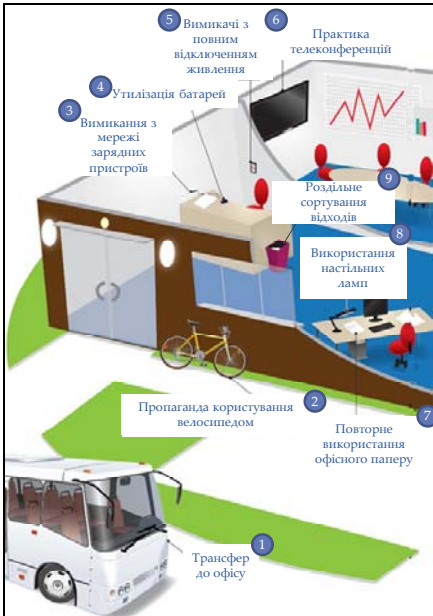 5
Вимикачі з
повним
відключенням
живлення
6
Практика
телеконференцій
4
Утилізація батарей
3
Вимикання з
мережі
зарядних
пристроїв
9
Роздільне
сортування
відходів
8
Використання
настільних
ламп
2
Пропаганда користування
велосипедом
7
Повторне
використання
офісного паперу
1
Трансфер
до офісу